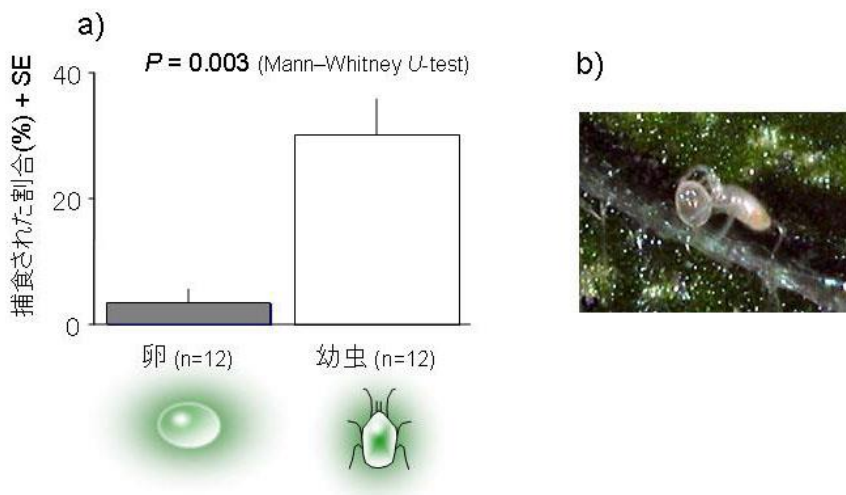 a)
P = 0.003 (Mann–Whitney U-test)
捕食された割合(%) + SE
40
20
0
卵 (n=12)
幼虫 (n=12)
b)